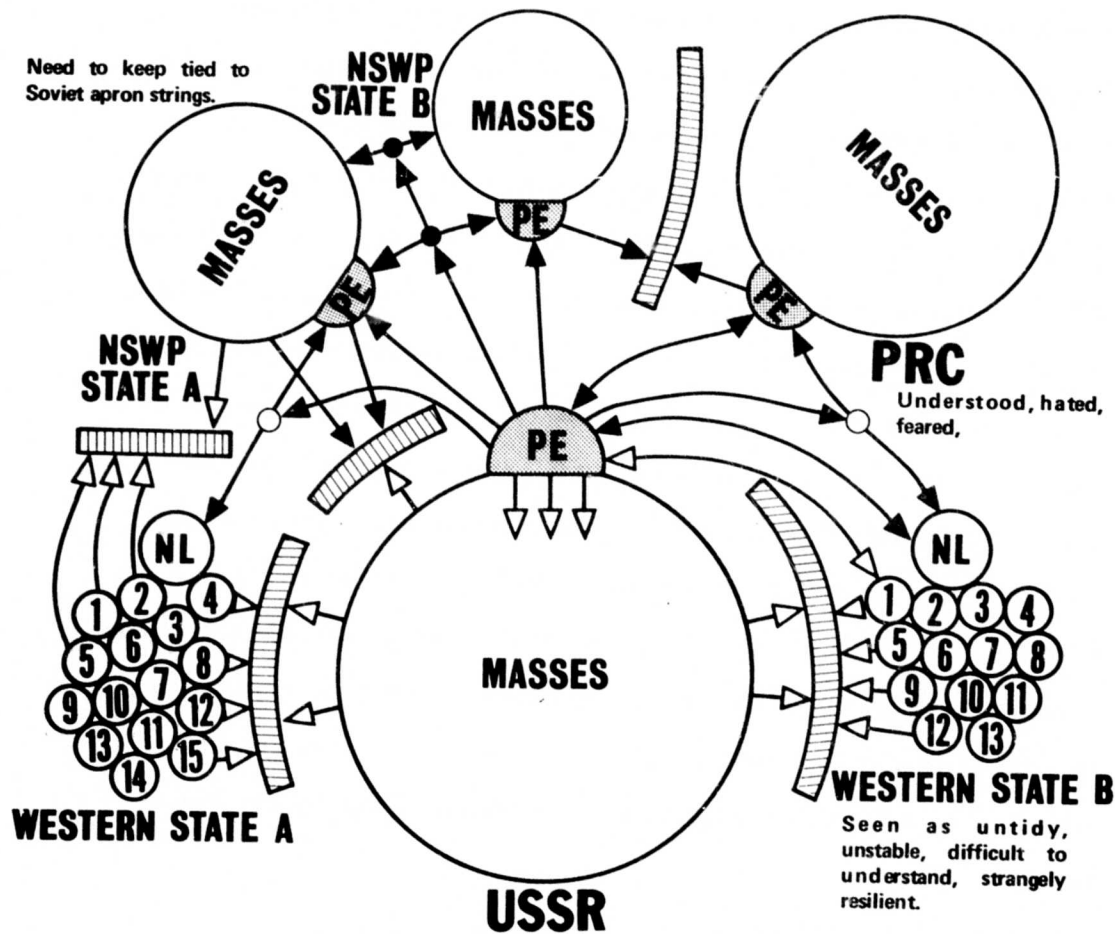 Need to keep tied to
Soviet apron strings.
NSWP
STATE B
MASSES
MASSES
MASSES
PE
PE
PE
NSWP
STATE A
PRC
Understood, hated,
feared,
PE
NL
NL
1
2
3
4
5
6
7
8
9
10
11
12
13
14
15
WESTERN STATE A
MASSES
1
2
3
4
5
6
7
8
9
10
11
12
13
WESTERN STATE B
Seen as untidy,
unstable, difficult to
understand, strangely
resilient.
USSR